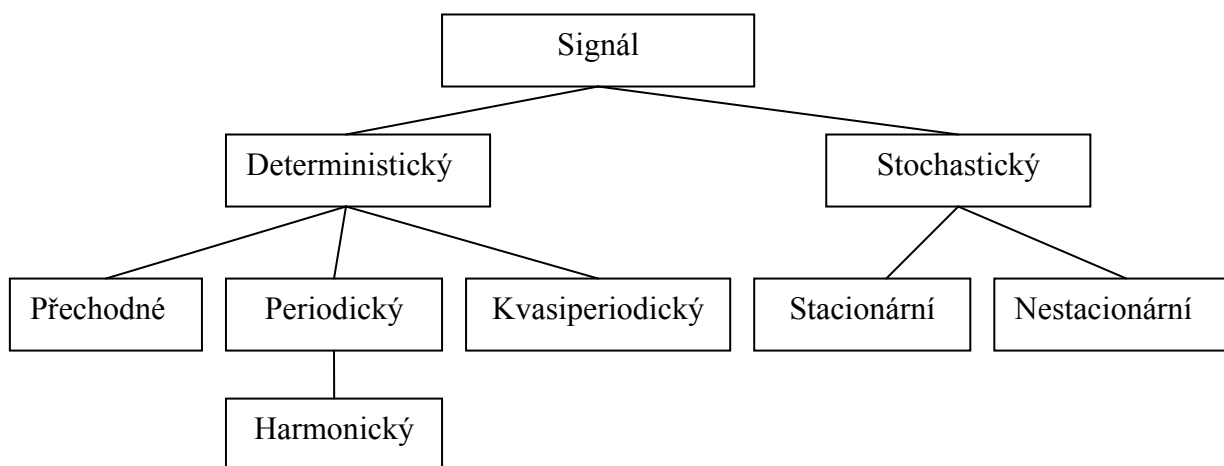 Signál
Deterministický
Stochastický
Přechodné
Periodický
Kvasiperiodický
Stacionární
Nestacionární
Harmonický